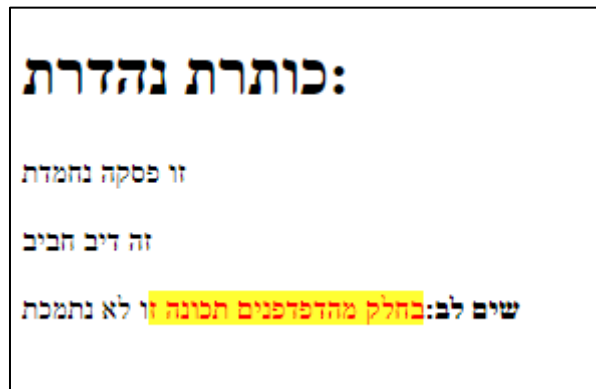 כותרת נהדרת:
זו פסקה נחמדת
זה דיב חביב
שים לב:בחלק מהדפדפנים תכונה זו לא נתמכת